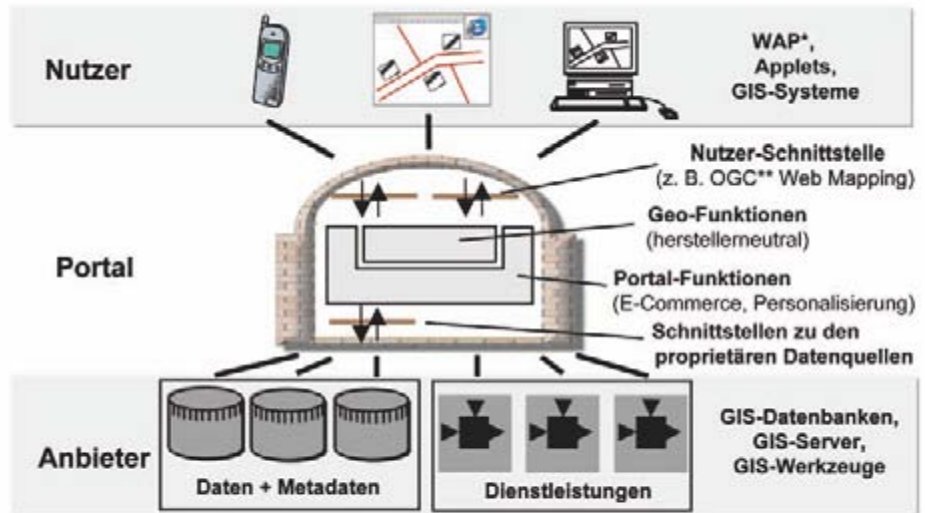 Nutzer
WAP*,
Applets,
GIS-Systeme
Nutzer-Schnittstelle
(z. B. OGC** Web Mapping)
Geo-Funktionen
(herstellerneutral)
Portal
Portal-Funktionen
(E-Commerce, Personalisierung)
Schnittstellen zu den
proprietären Datenquellen
Anbieter
Daten + Metadaten
Dienstleistungen
GIS-Datenbanken,
GIS-Server,
GIS-Werkzeuge